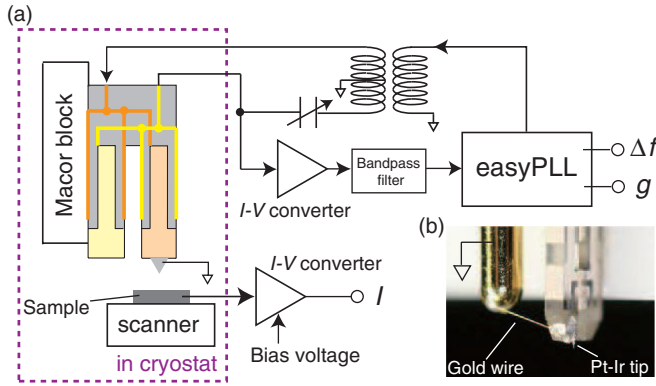 (a)
Macor block
I-V converter
Bandpass
filter
easyPLL
Δf
g
Sample
scanner
in cryostat
I-V converter
I
Bias voltage
(b)
Gold wire
Pt-Ir tip